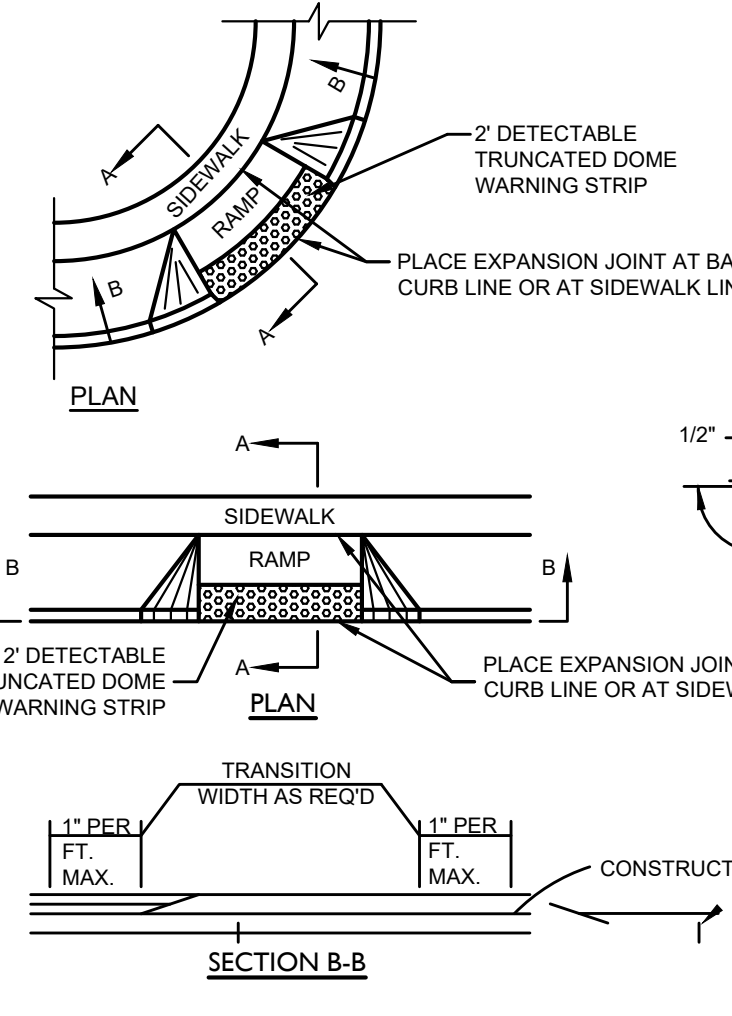 B
A
SIDEWALK
RAMP
2' DETECTABLE
TRUNCATED DOME
WARNING STRIP
PLACE EXPANSION JOINT AT BA
CURB LINE OR AT SIDEWALK LIN
B
A
PLAN
A
1/2"
SIDEWALK
RAMP
B
B
2' DETECTABLE
UNCATED DOME
WARNING STRIP
A
PLAN
PLACE EXPANSION JOIN
CURB LINE OR AT SIDEW
TRANSITION
WIDTH AS REQ'D
1" PER
FT.
MAX.
1" PER
FT.
MAX.
CONSTRUCT
SECTION B-B